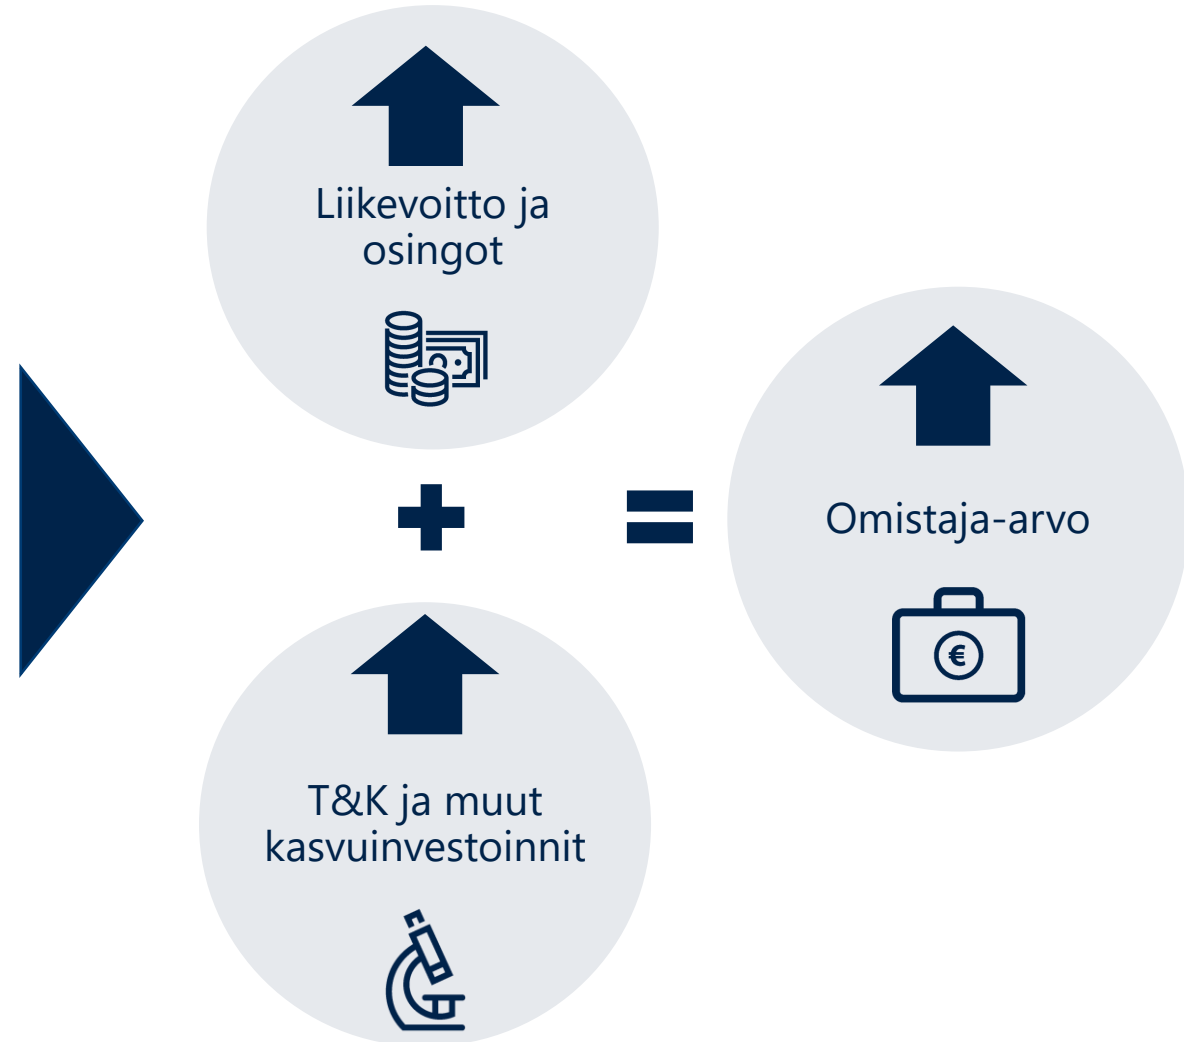 Liikevoitto ja
osingot
+
=
Omistaja-arvo
€
T&K ja muut
kasvuinvestoinnit